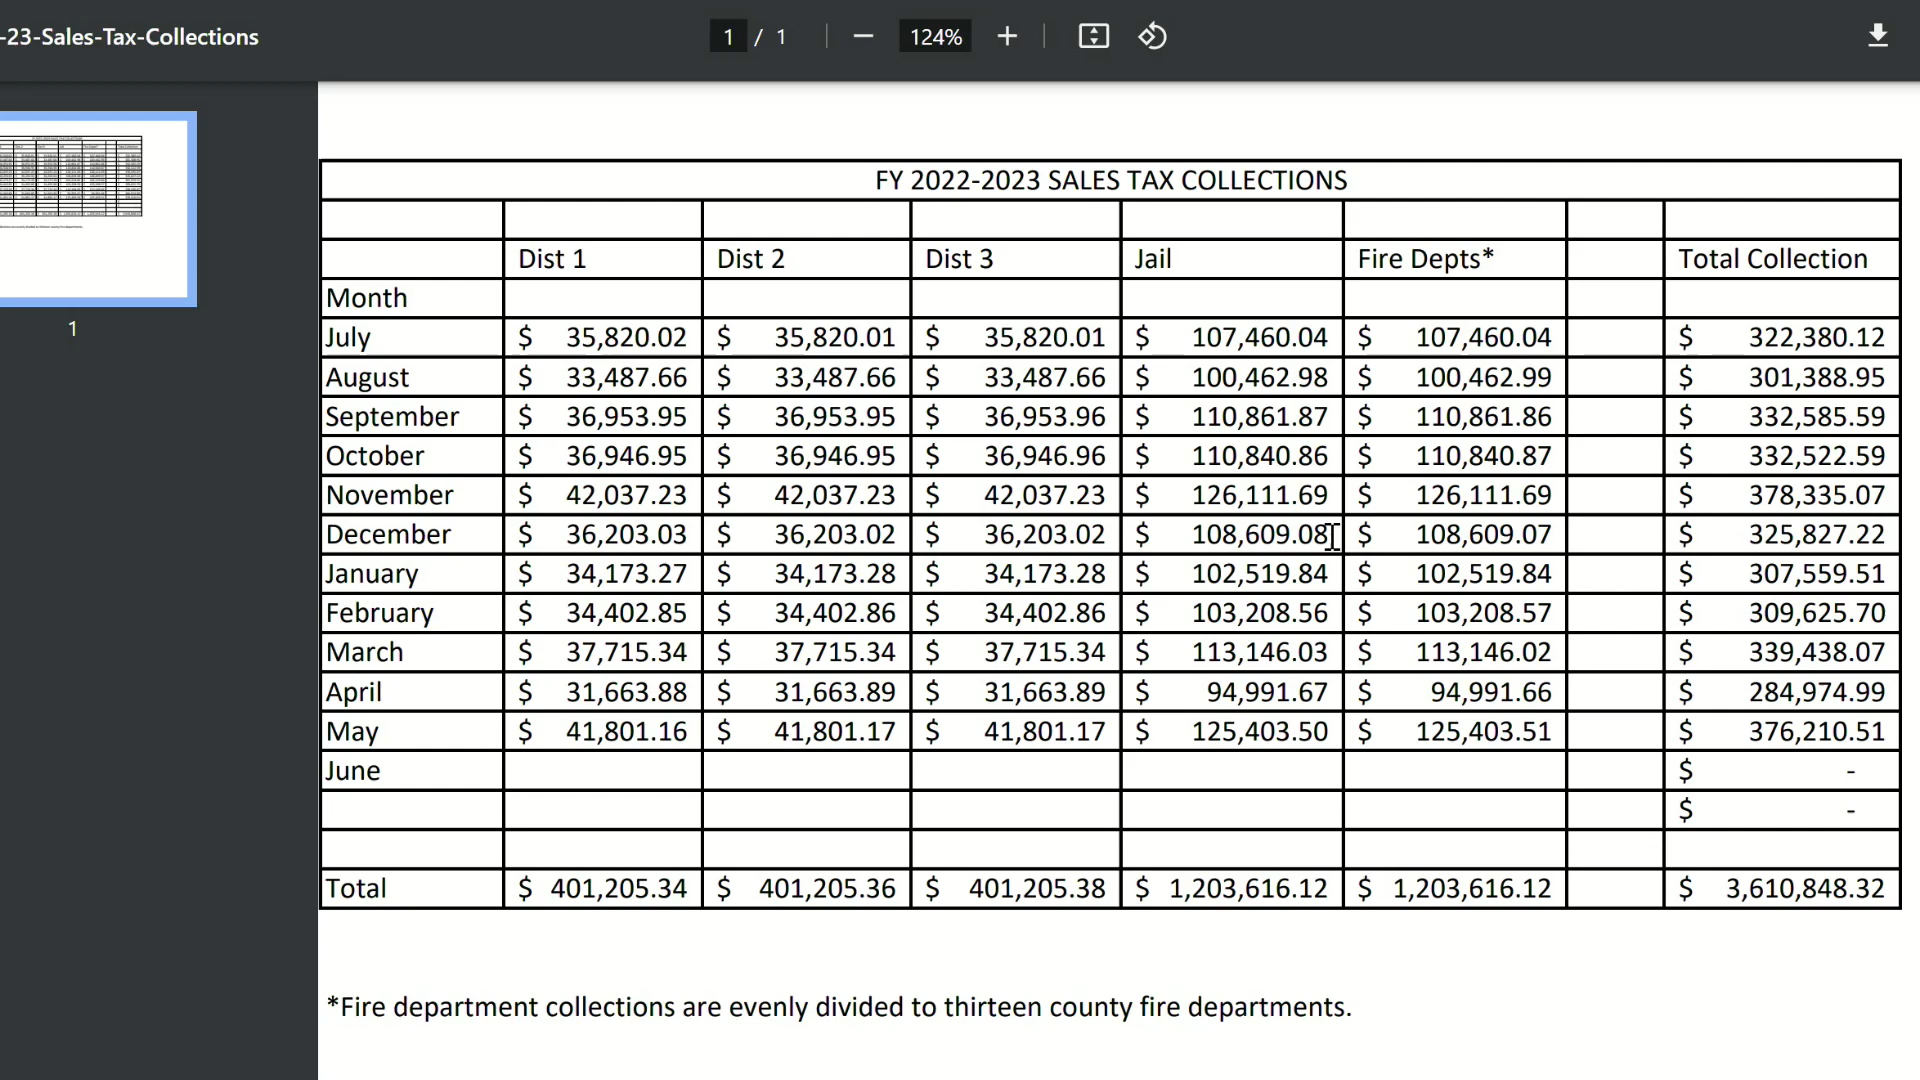 -23-Sales-Tax-Collections
1 / 1
124%
1
FY 2022-2023 SALES TAX COLLECTIONS
Dist 1 Dist 2 Dist 3 Jail Fire Depts* Total Collection
Month
July $ 35,820.02 $ 35,820.01 $ 35,820.01 $ 107,460.04 $ 107,460.04 $ 322,380.12
August $ 33,487.66 $ 33,487.66 $ 33,487.66 $ 100,462.98 $ 100,462.99 $ 301,388.95
September $ 36,953.95 $ 36,953.95 $ 36,953.96 $ 110,861.87 $ 110,861.86 $ 332,585.59
October $ 36,946.95 $ 36,946.95 $ 36,946.96 $ 110,840.86 $ 110,840.87 $ 332,522.59
November $ 42,037.23 $ 42,037.23 $ 42,037.23 $ 126,111.69 $ 126,111.69 $ 378,335.07
December $ 36,203.03 $ 36,203.02 $ 36,203.02 $ 108,609.08 $ 108,609.07 $ 325,827.22
January $ 34,173.27 $ 34,173.28 $ 34,173.28 $ 102,519.84 $ 102,519.84 $ 307,559.51
February $ 34,402.85 $ 34,402.86 $ 34,402.86 $ 103,208.56 $ 103,208.57 $ 309,625.70
March $ 37,715.34 $ 37,715.34 $ 37,715.34 $ 113,146.03 $ 113,146.02 $ 339,438.07
April $ 31,663.88 $ 31,663.89 $ 31,663.89 $ 94,991.67 $ 94,991.66 $ 284,974.99
May $ 41,801.16 $ 41,801.17 $ 41,801.17 $ 125,403.50 $ 125,403.51 $ 376,210.51
June $ -
$ -
Total $ 401,205.34 $ 401,205.36 $ 401,205.38 $ 1,203,616.12 $ 1,203,616.12 $ 3,610,848.32
*Fire department collections are evenly divided to thirteen county fire departments.